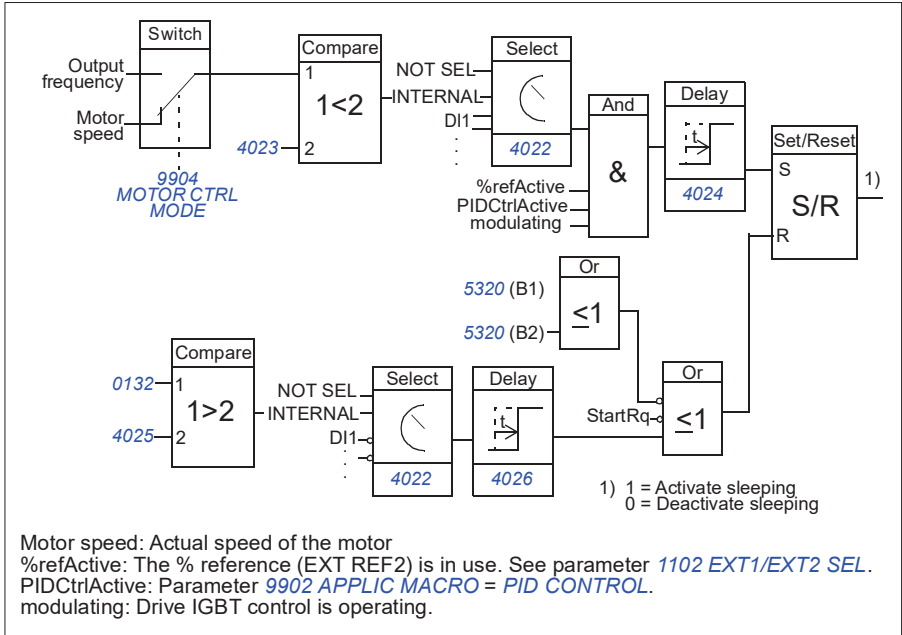 Switch
Output
frequency
Motor
speed
9904
MOTOR CTRL
MODE
Compare
1
1<2
4023
2
Select
NOT SEL
INTERNAL
DI1
.
.
.
4022
And
&
%refActive
PIDCtrlActive
modulating
Delay
t
4024
Set/Reset
S
S/R
R
1)
Or
5320 (B1)
≤1
5320 (B2)
Compare
0132
1
1>2
4025
2
NOT SEL
INTERNAL
DI1
.
.
.
Select
4022
Delay
t
4026
Or
StartRq
≤1
1) 1 = Activate sleeping
0 = Deactivate sleeping
Motor speed: Actual speed of the motor
%refActive: The % reference (EXT REF2) is in use. See parameter 1102 EXT1/EXT2 SEL.
PIDCtrlActive: Parameter 9902 APPLIC MACRO = PID CONTROL.
modulating: Drive IGBT control is operating.